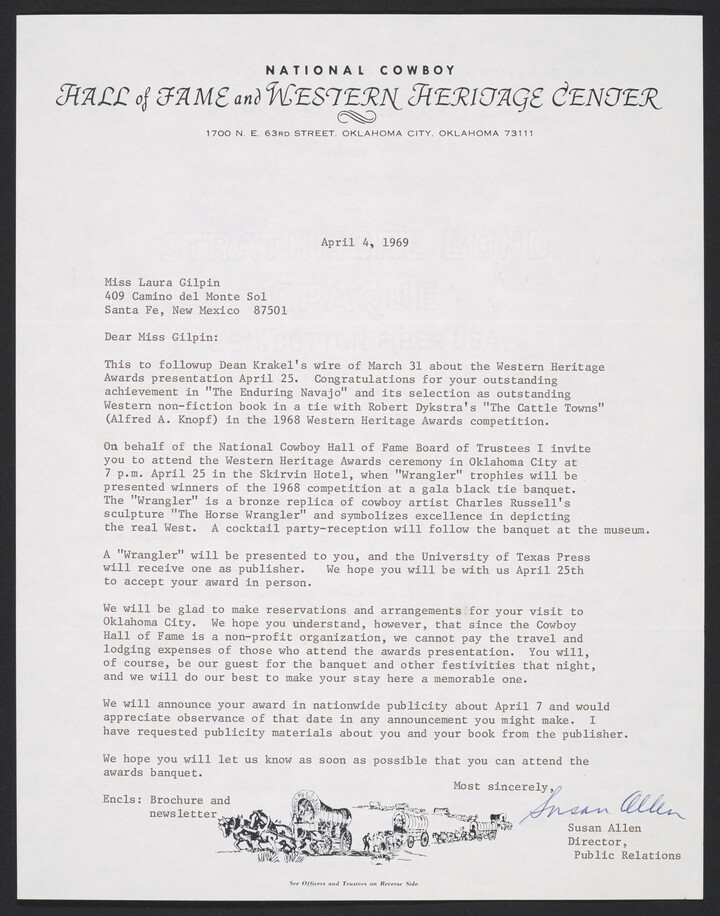 NATIONAL COWBOY
HALL of FAME and WESTERN HERITAGE CENTER
1700 N. E. 63RD STREET, OKLAHOMA CITY, OKLAHOMA 73111
April 4, 1969
Miss Laura Gilpin
409 Camino del Monte Sol
Santa Fe, New Mexico 87501
Dear Miss Gilpin:
This to followup Dean Krakel's wire of March 31 about the Western Heritage
Awards presentation April 25. Congratulations for your outstanding
achievement in "The Enduring Navajo" and its selection as outstanding
Western non-fiction book in a tie with Robert Dykstra's "The Cattle Towns"
(Alfred A. Knopf) in the 1968 Western Heritage Awards competition.
On behalf of the National Cowboy Hall of Fame Board of Trustees I invite
you to attend the Western Heritage Awards ceremony in Oklahoma City at
7 p.m. April 25 in the Skirvin Hotel, when "Wrangler" trophies will be
presented winners of the 1968 competition at a gala black tie banquet.
The "Wrangler" is a bronze replica of cowboy artist Charles Russell's
sculpture "The Horse Wrangler" and symbolizes excellence in depicting
the real West. A cocktail party-reception will follow the banquet at the museum.
A "Wrangler" will be presented to you, and the University of Texas Press
will receive one as publisher. We hope you will be with us April 25th
to accept your award in person.
We will be glad to make reservations and arrangements for your visit to
Oklahoma City. We hope you understand, however, that since the Cowboy
Hall of Fame is a non-profit organization, we cannot pay the travel and
lodging expenses of those who attend the awards presentation. You will,
of course, be our guest for the banquet and other festivities that night,
and we will do our best to make your stay here a memorable one.
We will announce your award in nationwide publicity about April 7 and would
appreciate observance of that date in any announcement you might make. I
have requested publicity materials about you and your book from the publisher.
We hope you will let us know as soon as possible that you can attend the
awards banquet.
Most sincerely,
Encls: Brochure and
newsletter
Susan Allen
Susan Allen
Director,
Public Relations
See Officers and Trustees on Reverse Side